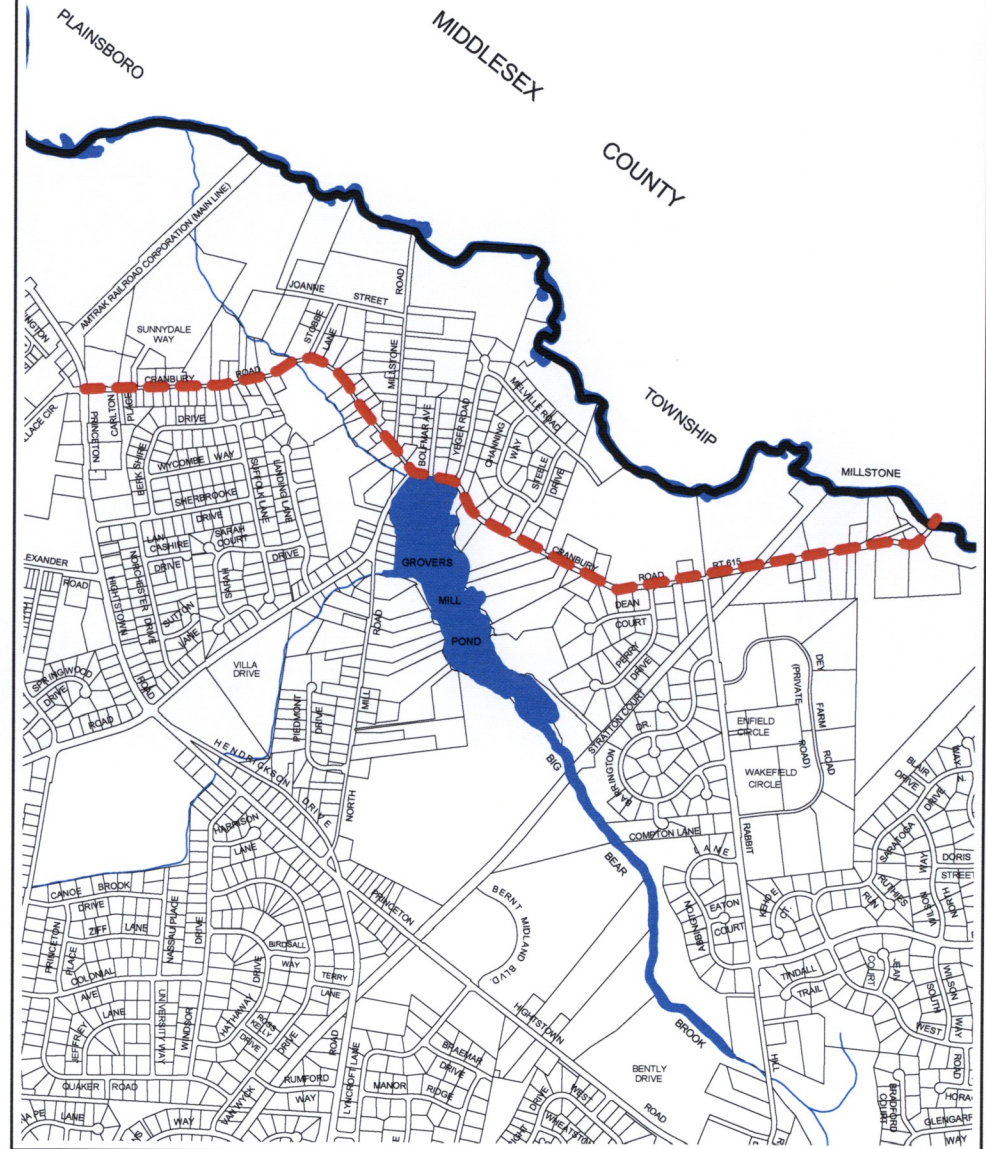 PLAINSBORO
MIDDLESEX
COUNTY
TOWNSHIP
MILLSTONE
AMTRAK RAILROAD CORPORATION (MAIN LINE)
JOANNE
STREET
ROAD
STOBBE
LANE
SUNNYDALE
WAY
MILLSTONE
CRANBURY
ROAD
PRINCETON
CARLTON
PLACE
BOLFMAR AVE
YEGER ROAD
CHANNING
WAY
MELVILLE ROAD
STEELE
DRIVE
DRIVE
BERKSHIRE
WYCOMBE WAY
SUFFOLK LANE
LANDING LANE
SHERBROOKE
DRIVE
SARAH
COURT
LAN
CASHIRE
DRIVE
SARAH
DRIVE
SUTTON
LANE
HIGHTSTOWN
ROAD
ROAD
GROVERS
MILL
POND
CRANBURY
ROAD
RT 615
DEAN
COURT
PERRY
DRIVE
STRATTON COURT
BARRINGTON
DR.
VILLA
DRIVE
ROAD
MILL
NORTH
PIEDMONT
DRIVE
SPRINGWOOD
DRIVE
ROAD
HENDRICKSON DRIVE
HARRISON
LANE
DEY FARM ROAD
(PRIVATE ROAD)
ENFIELD
CIRCLE
WAKEFIELD
CIRCLE
BIG
BEAR
BROOK
COMPTON LANE
LANE
RABBIT
HILL
ABBINGTON
EATON
COURT
KEHOE
CT.
BLAIR
DRIVE
WAY
N.
SARATOGA
DRIVE
WAY
DORIS
STREET
RUTHIES
RUN
NORTH
WILSON
TINDALL
TRAIL
JEAN
COURT
SOUTH
WILSON
WAY
WEST
ROAD
BRADFORD
COURT
WAY
CANOE BROOK
DRIVE
PRINCETON
PLACE
ZIFF LANE
NASSAU PLACE
DRIVE
COLONIAL
AVE
LANE
JEFFREY
UNIVERSITY WAY
WINDSOR
BIRDSALL
WAY
DRIVE
HATHAWAY
DRIVE
ROSS
KELLY
DRIVE
TERRY
LANE
ROAD
PRINCETON
HIGHTSTOWN
ROAD
BERNT MIDLAND BLVD.
QUAKER ROAD
LANE
WAY
VAN WYCK
RUMFORD
WAY
LYNCROFT LANE
MANOR
RIDGE
BRAEMAR
DRIVE
DRIVE
WEST
BENTLY
DRIVE